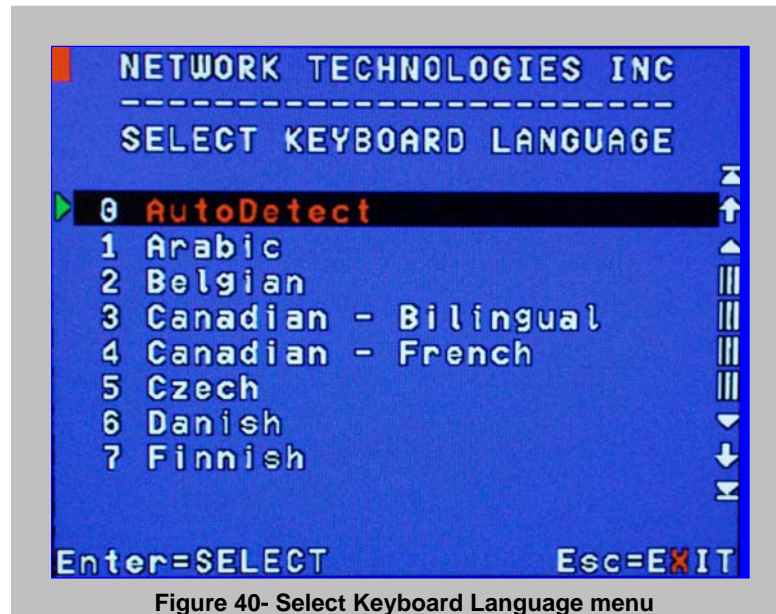 NETWORK TECHNOLOGIES INC
---------------------------
SELECT KEYBOARD LANGUAGE
0 AutoDetect
1 Arabic
2 Belgian
3 Canadian - Bilingual
4 Canadian - French
5 Czech
6 Danish
7 Finnish
Enter=SELECT Esc=EXIT
Figure 40- Select Keyboard Language menu